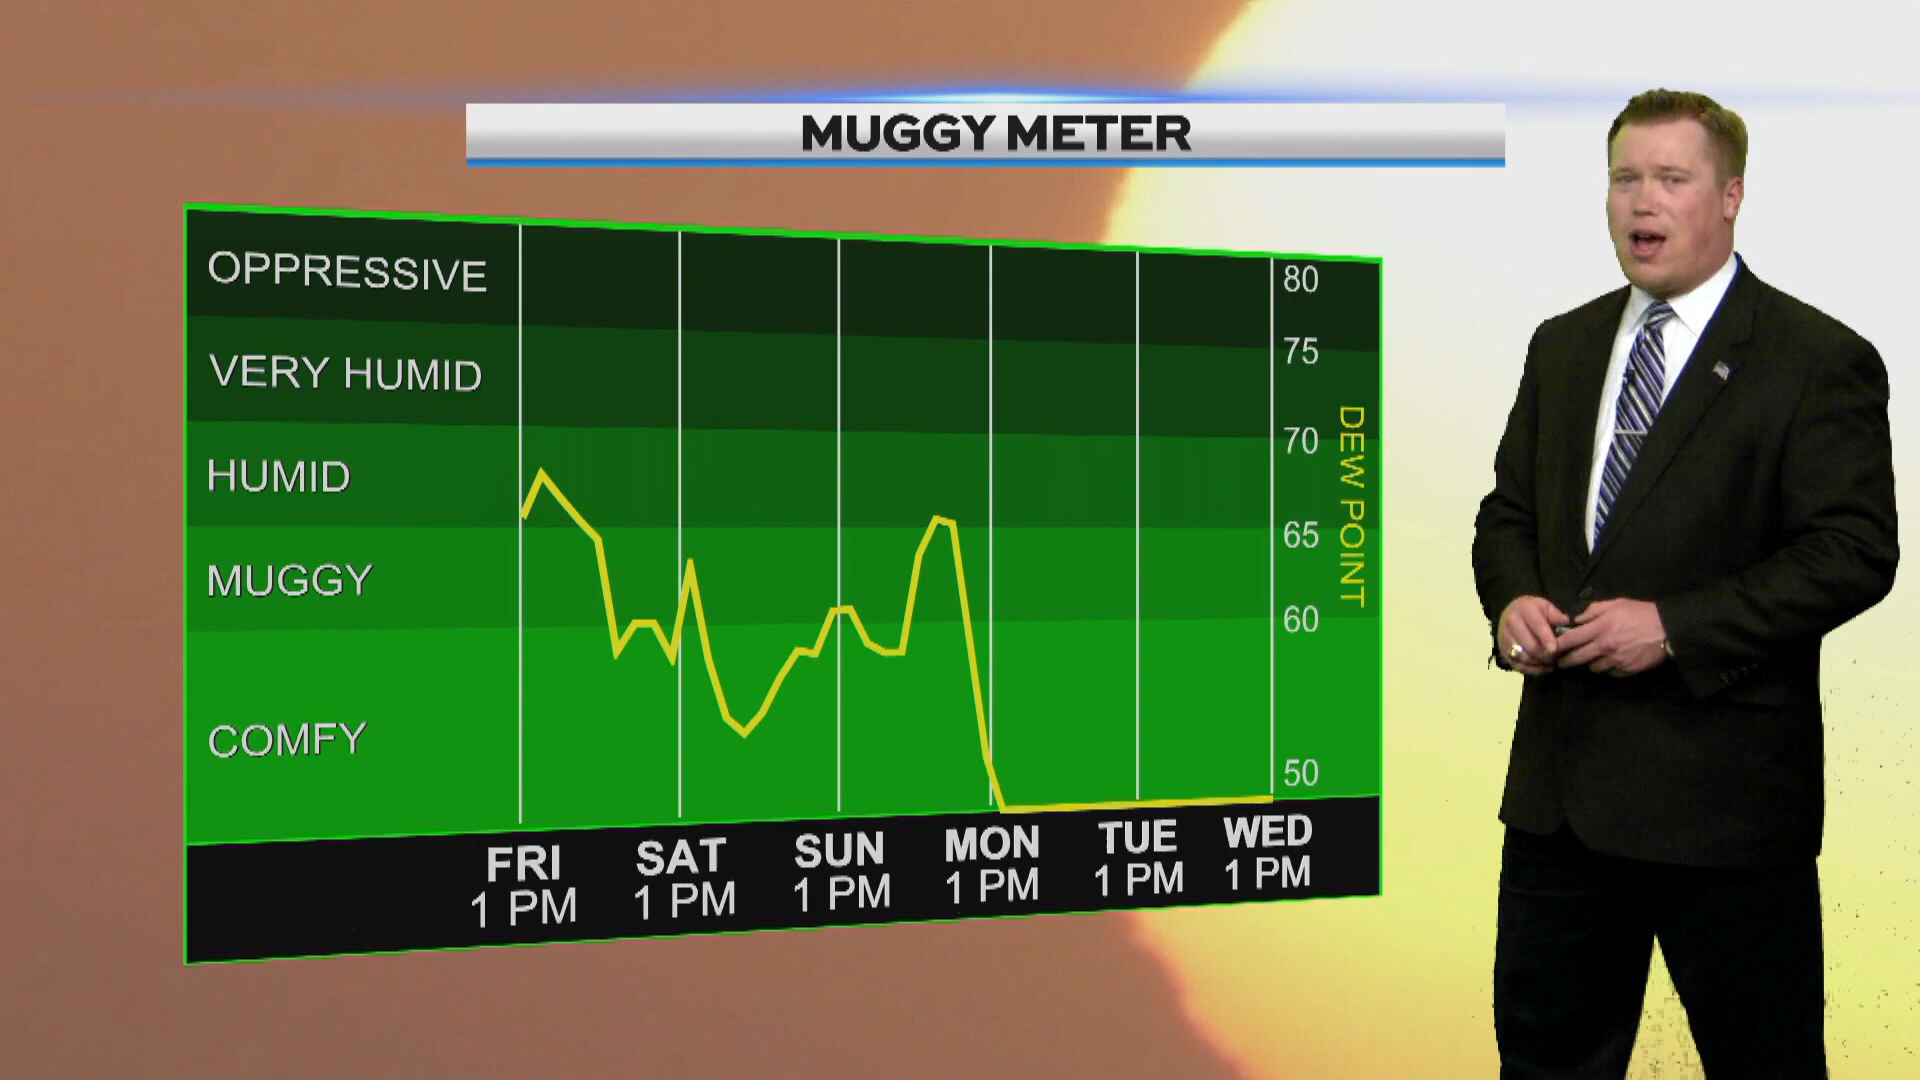 MUGGY METER
OPPRESSIVE
VERY HUMID
HUMID
MUGGY
COMFY
80
75
70
65
60
50
DEW POINT
FRI
1 PM
SAT
1 PM
SUN
1 PM
MON
1 PM
TUE
1 PM
WED
1 PM